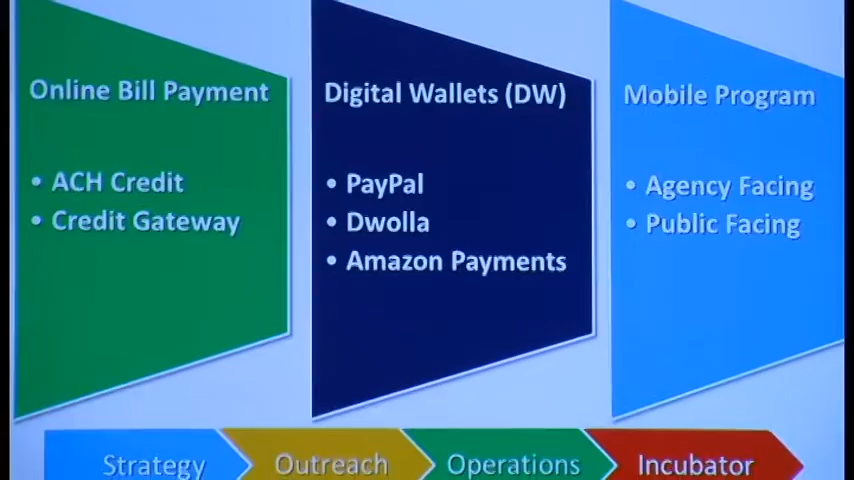 Online Bill Payment
• ACH Credit
• Credit Gateway
Digital Wallets (DW)
• PayPal
• Dwolla
• Amazon Payments
Mobile Program
• Agency Facing
• Public Facing
Strategy
Outreach
Operations
Incubator